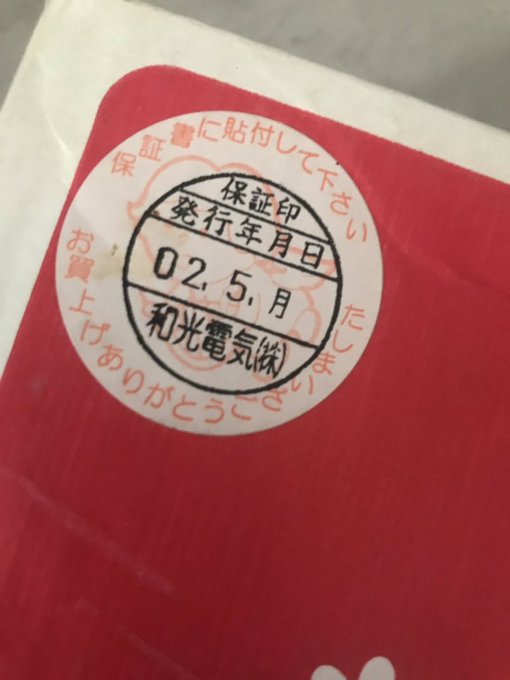 保証書に貼付して下さい
保証印
発行年月日
02.5.月
和光電気㈱
お買上げありがとうございました